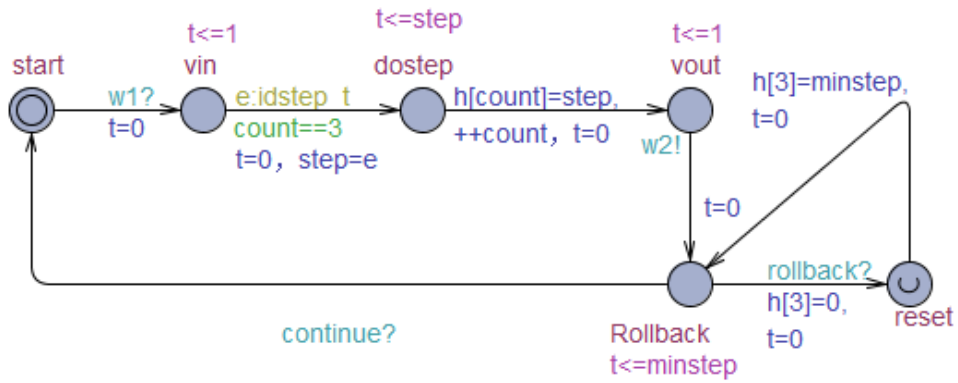 t<=1
t<=step
t<=1
start
vin
dostep
vout
w1?
t=0
e:idstep_t
count==3
t=0, step=e
h[count]=step,
++count, t=0
w2!
t=0
h[3]=minstep,
t=0
rollback?
h[3]=0,
t=0
reset
continue?
Rollback
t<=minstep